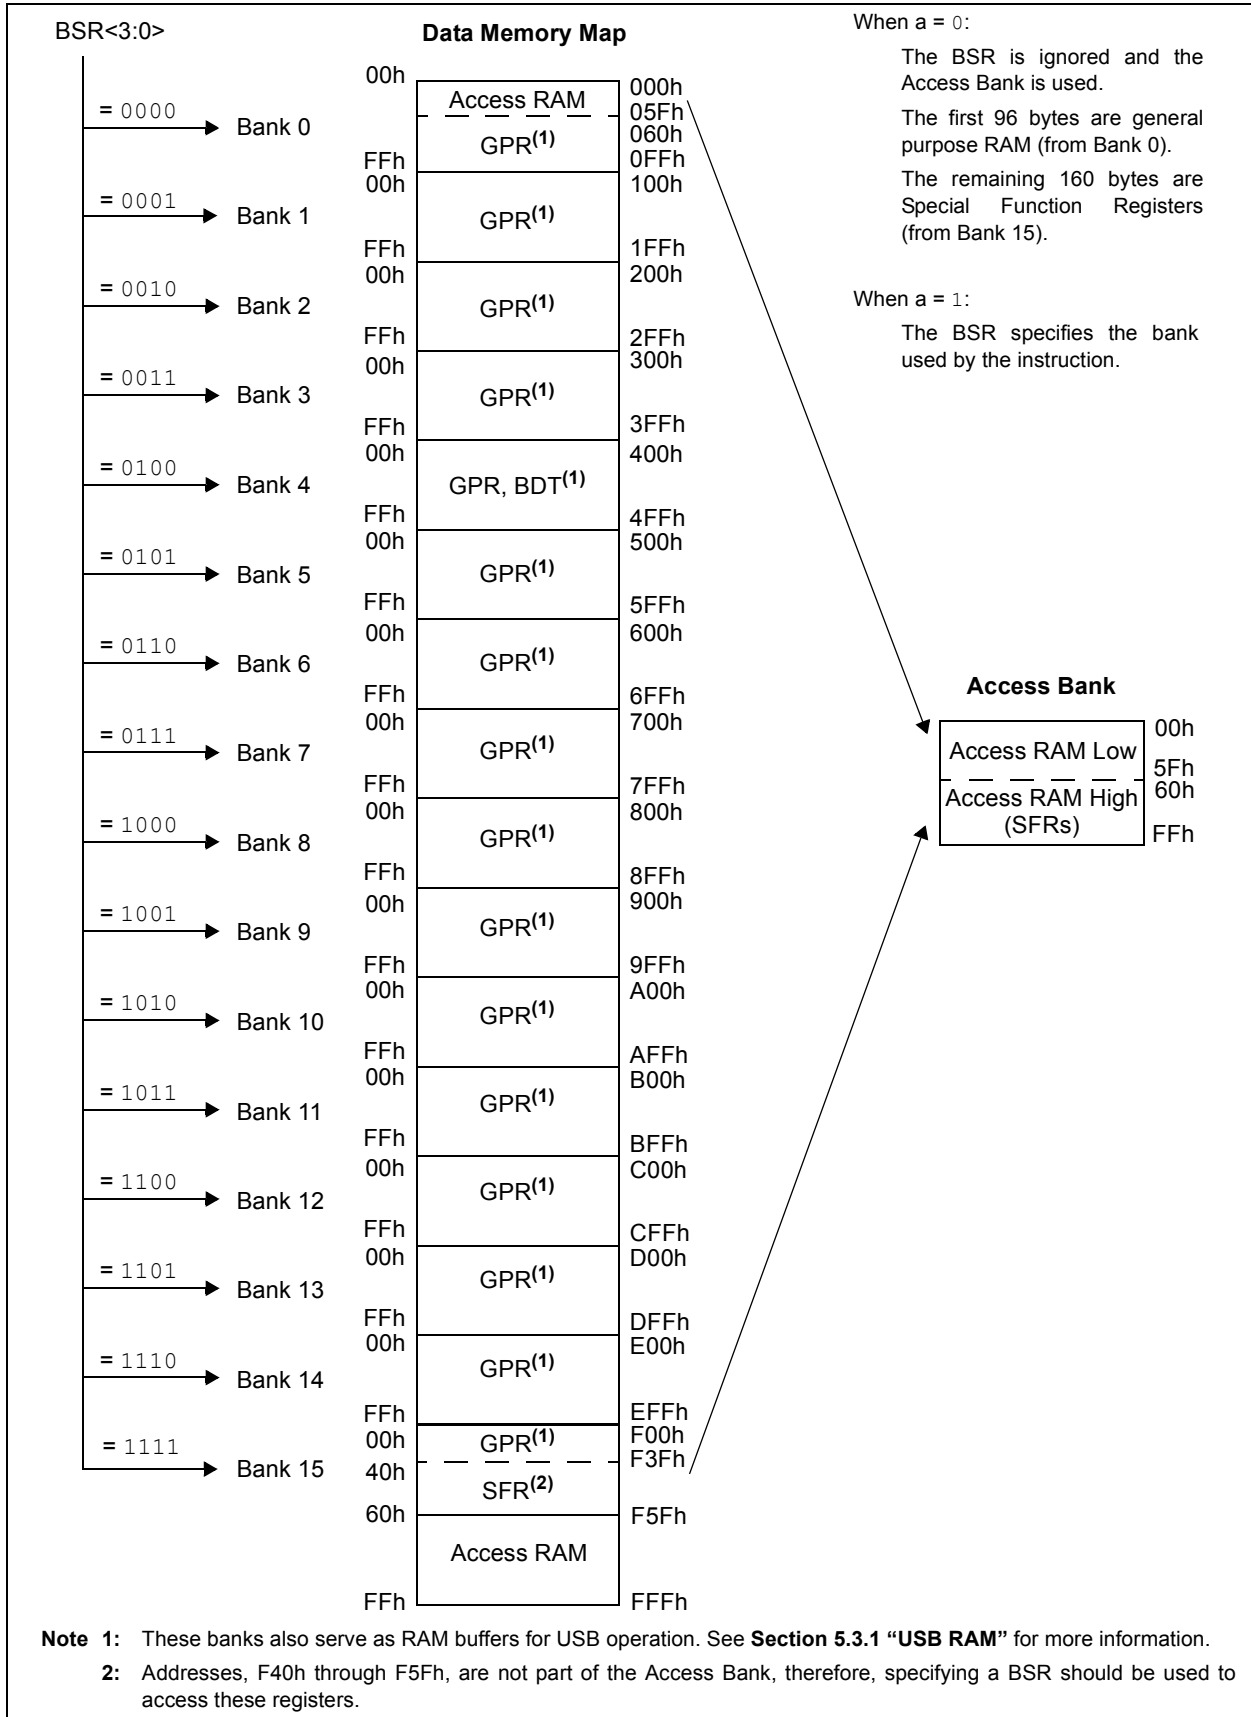 BSR<3:0>
Data Memory Map
When a = 0:
The BSR is ignored and the
Access Bank is used.
The first 96 bytes are general
purpose RAM (from Bank 0).
The remaining 160 bytes are
Special Function Registers
(from Bank 15).
When a = 1:
The BSR specifies the bank
used by the instruction.
= 0000
Bank 0
00h
Access RAM
000h
05Fh
060h
GPR(1)
FFh
0FFh
= 0001
Bank 1
00h
100h
GPR(1)
FFh
1FFh
= 0010
Bank 2
00h
200h
GPR(1)
FFh
2FFh
= 0011
Bank 3
00h
300h
GPR(1)
FFh
3FFh
= 0100
Bank 4
00h
400h
GPR, BDT(1)
FFh
4FFh
= 0101
Bank 5
00h
500h
GPR(1)
FFh
5FFh
= 0110
Bank 6
00h
600h
GPR(1)
FFh
6FFh
= 0111
Bank 7
00h
700h
GPR(1)
FFh
7FFh
= 1000
Bank 8
00h
800h
GPR(1)
FFh
8FFh
= 1001
Bank 9
00h
900h
GPR(1)
FFh
9FFh
= 1010
Bank 10
00h
A00h
GPR(1)
FFh
AFFh
= 1011
Bank 11
00h
B00h
GPR(1)
FFh
BFFh
= 1100
Bank 12
00h
C00h
GPR(1)
FFh
CFFh
= 1101
Bank 13
00h
D00h
GPR(1)
FFh
DFFh
= 1110
Bank 14
00h
E00h
GPR(1)
FFh
EFFh
= 1111
Bank 15
00h
F00h
GPR(1)
F3Fh
40h
SFR(2)
60h
F5Fh
Access RAM
FFh
FFFh
Access Bank
00h
Access RAM Low
5Fh
60h
Access RAM High
(SFRs)
FFh
Note 1: These banks also serve as RAM buffers for USB operation. See Section 5.3.1 “USB RAM” for more information.
2: Addresses, F40h through F5Fh, are not part of the Access Bank, therefore, specifying a BSR should be used to
access these registers.